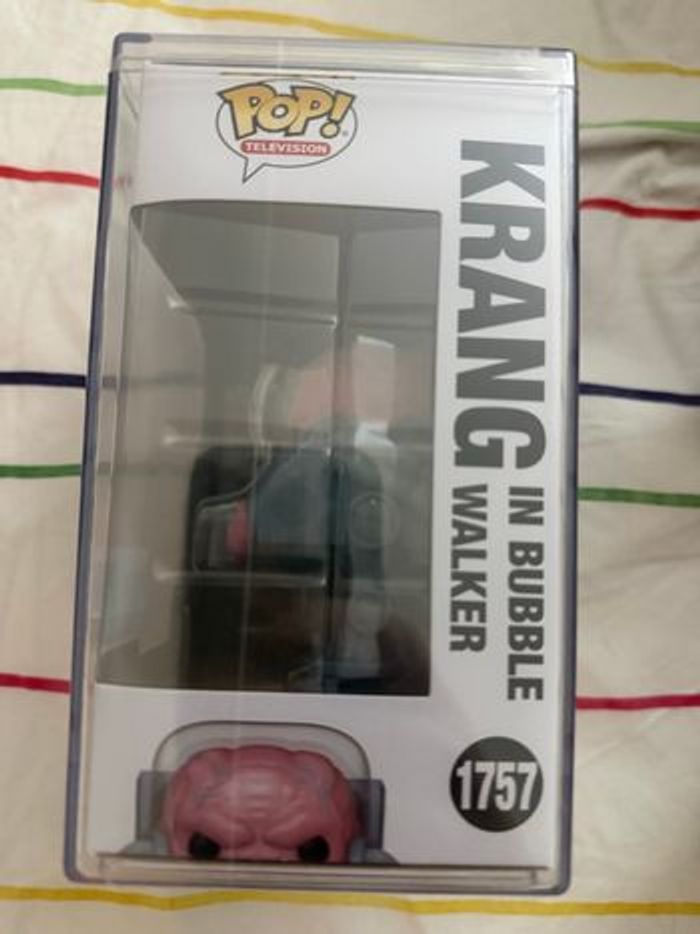 POP!
TELEVISION
KRANG
IN BUBBLE
WALKER
1757